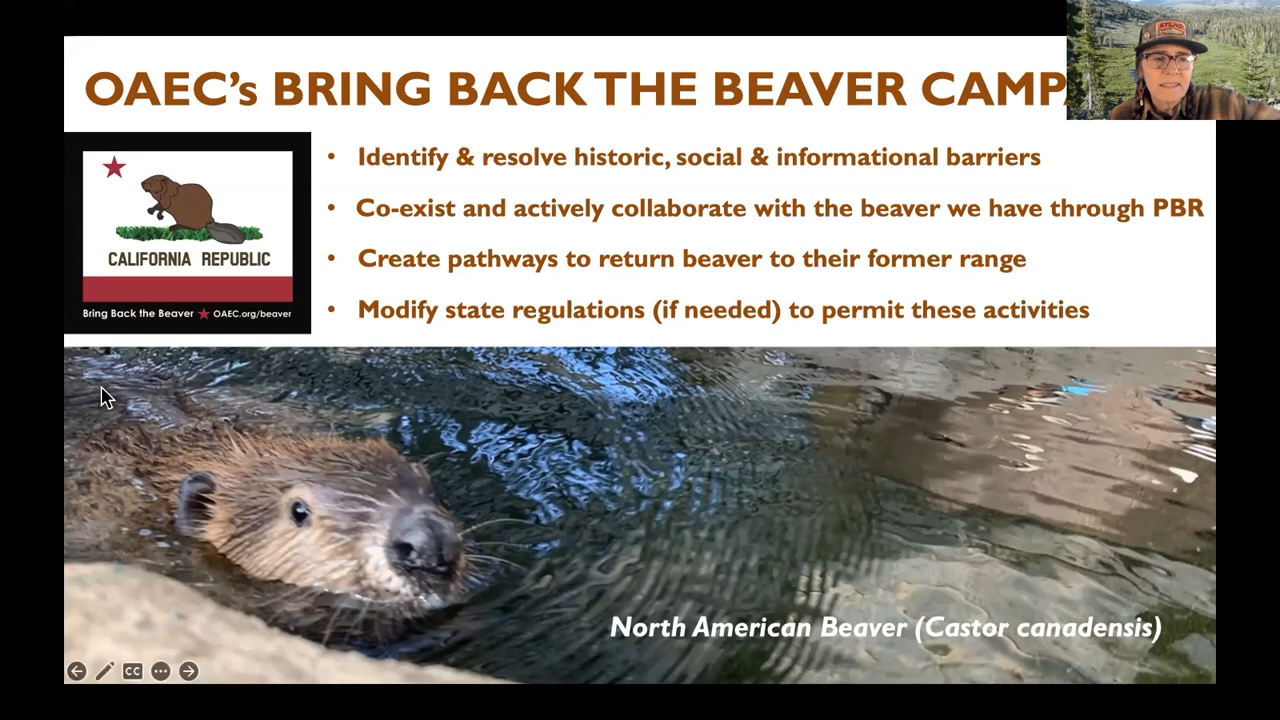 OAEC's BRING BACK THE BEAVER
CALIFORNIA REPUBLIC
Bring Back the Beaver ★ OAEC.org/beaver
• Identify & resolve historic, social & informational barriers
• Co-exist and actively collaborate with the beaver we have through PBR
• Create pathways to return beaver to their former range
• Modify state regulations (if needed) to permit these activities
North American Beaver (Castor canadensis)
CC